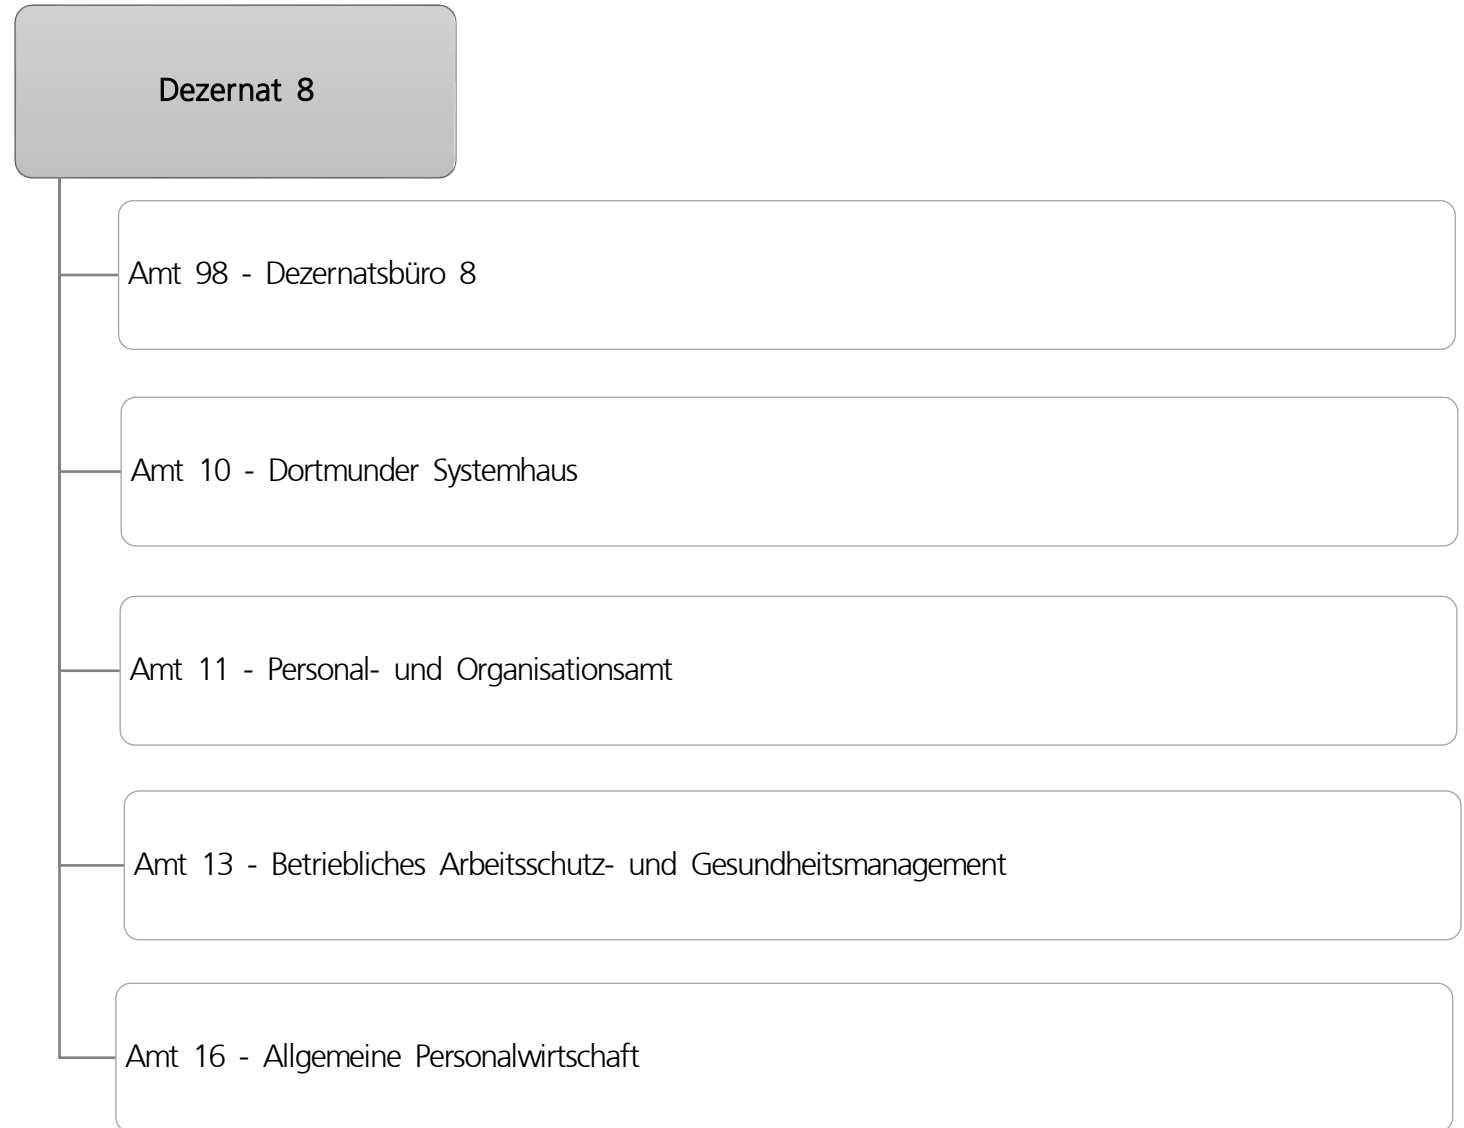 Dezernat 8
Amt 98 - Dezernatsbüro 8
Amt 10 - Dortmunder Systemhaus
Amt 11 - Personal- und Organisationsamt
Amt 13 - Betriebliches Arbeitsschutz- und Gesundheitsmanagement
Amt 16 - Allgemeine Personalwirtschaft